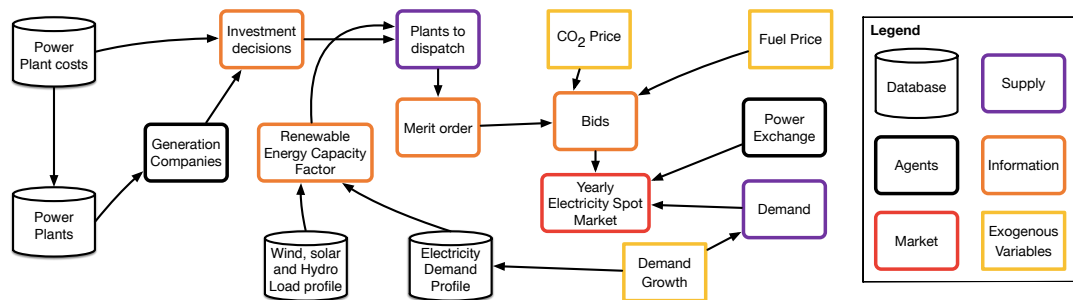 Power
Plant costs
Investment
decisions
Plants to
dispatch
CO2 Price
Fuel Price
Generation
Companies
Renewable
Energy Capacity
Factor
Merit order
Bids
Power
Exchange
Power
Plants
Yearly
Electricity Spot
Market
Demand
Wind, solar
and Hydro
Load profile
Electricity
Demand
Profile
Demand
Growth
Legend
Database
Supply
Agents
Information
Market
Exogenous
Variables